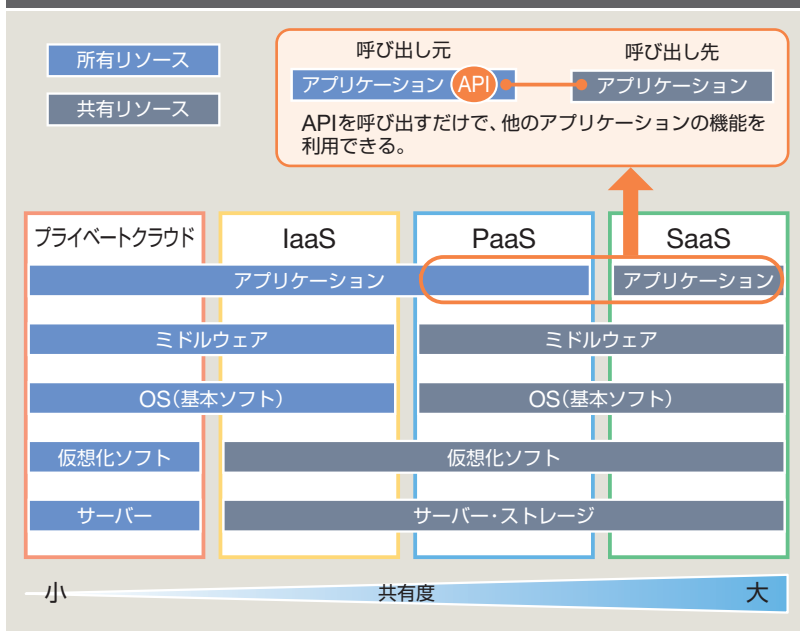 所有リソース
共有リソース
呼び出し元
呼び出し先
アプリケーション API
アプリケーション
APIを呼び出すだけで、他のアプリケーションの機能を
利用できる。
プライベートクラウド
IaaS
PaaS
SaaS
アプリケーション
アプリケーション
ミドルウェア
ミドルウェア
OS(基本ソフト)
OS(基本ソフト)
仮想化ソフト
仮想化ソフト
サーバー
サーバー・ストレージ
小
共有度
大